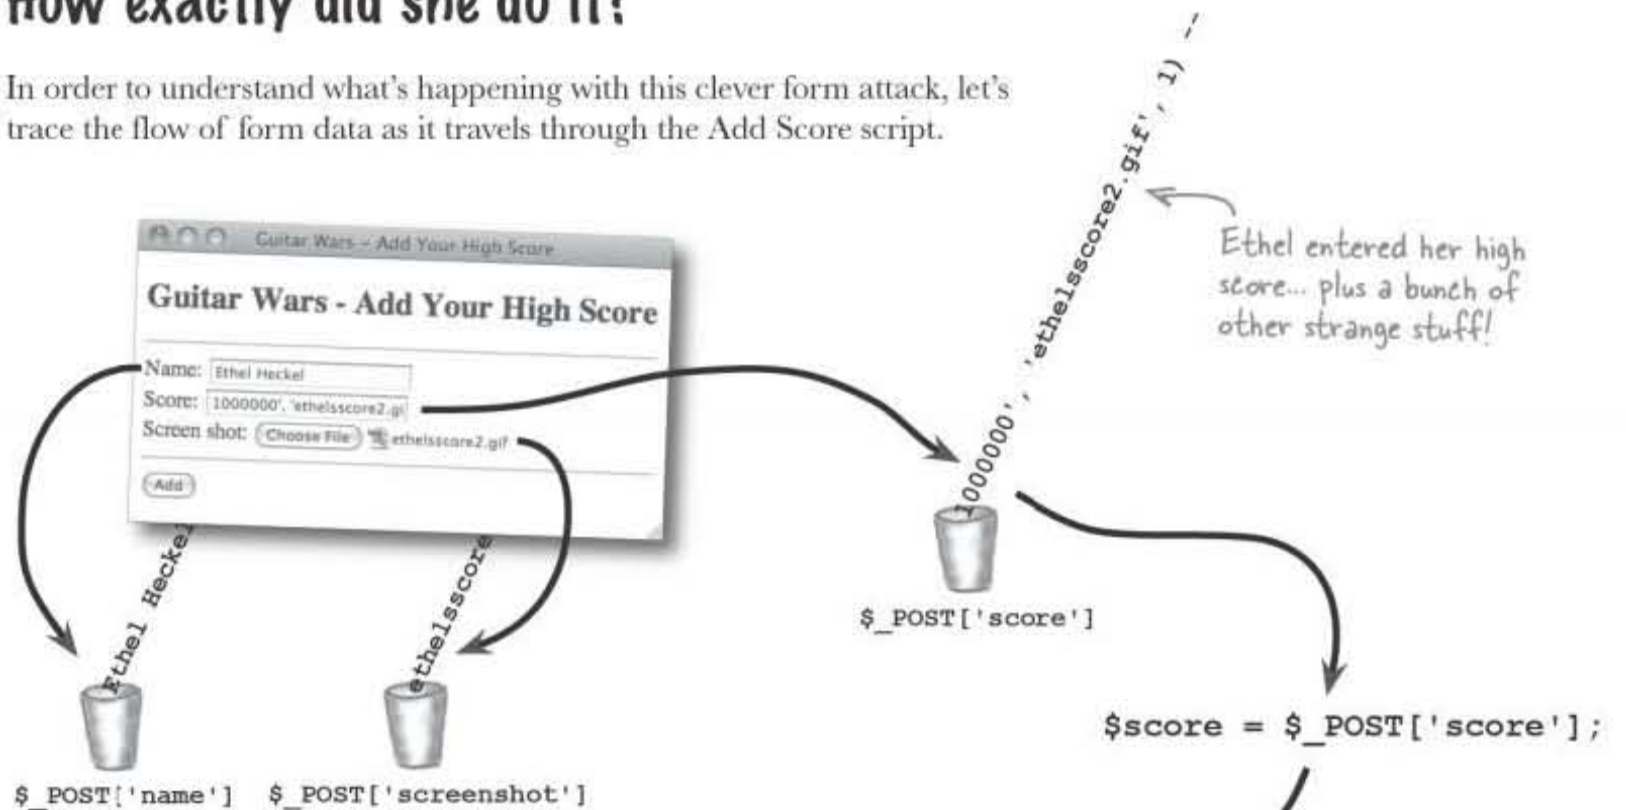 How exactly did she do it?
In order to understand what's happening with this clever form attack, let's
trace the flow of form data as it travels through the Add Score script.
Guitar Wars - Add Your High Score
Guitar Wars - Add Your High Score
Name: Ethel Heckel
Score: 1000000', 'ethelsscore2.gi
Screen shot: Choose File ethelsscore2.gif
Add
1000000', 'ethelsscore2.gif', 1) --
Ethel entered her high
score... plus a bunch of
other strange stuff!
Ethel Heckel
ethelsscore
$_POST['score']
$score = $_POST['score'];
$_POST['name']
$_POST['screenshot']